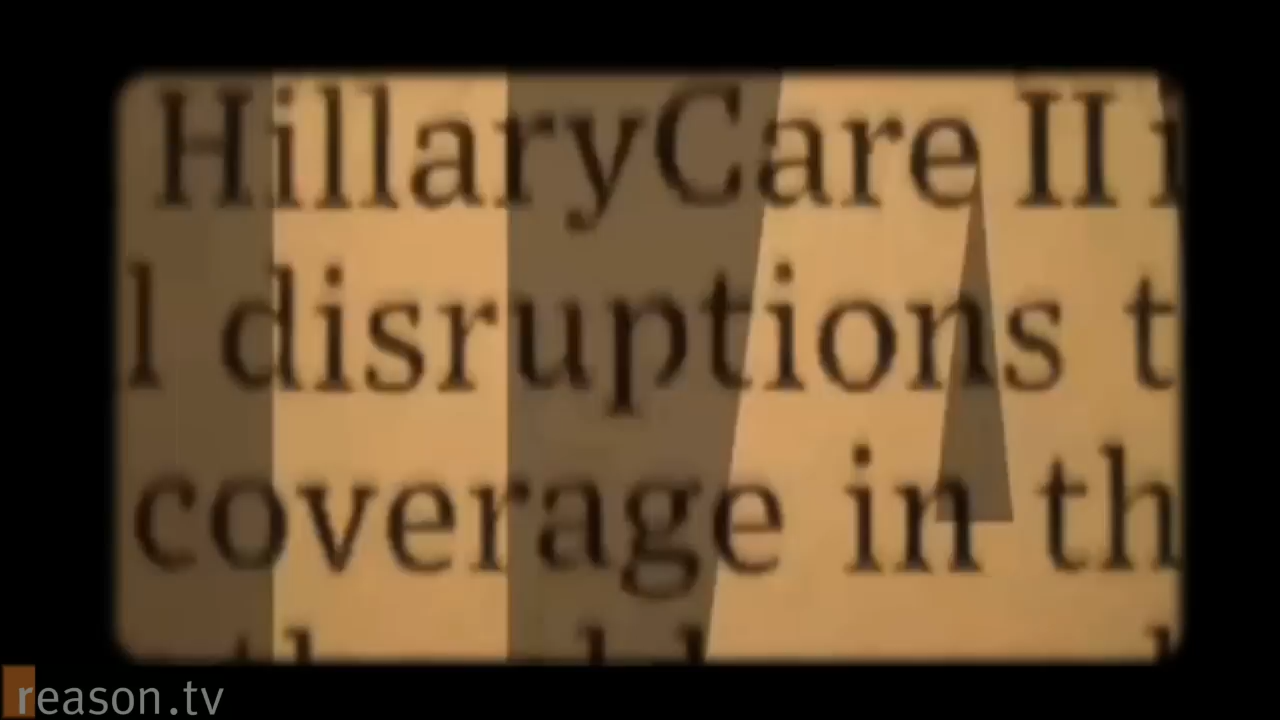 HillaryCare II i
l disruptions t
coverage in th
reason.tv